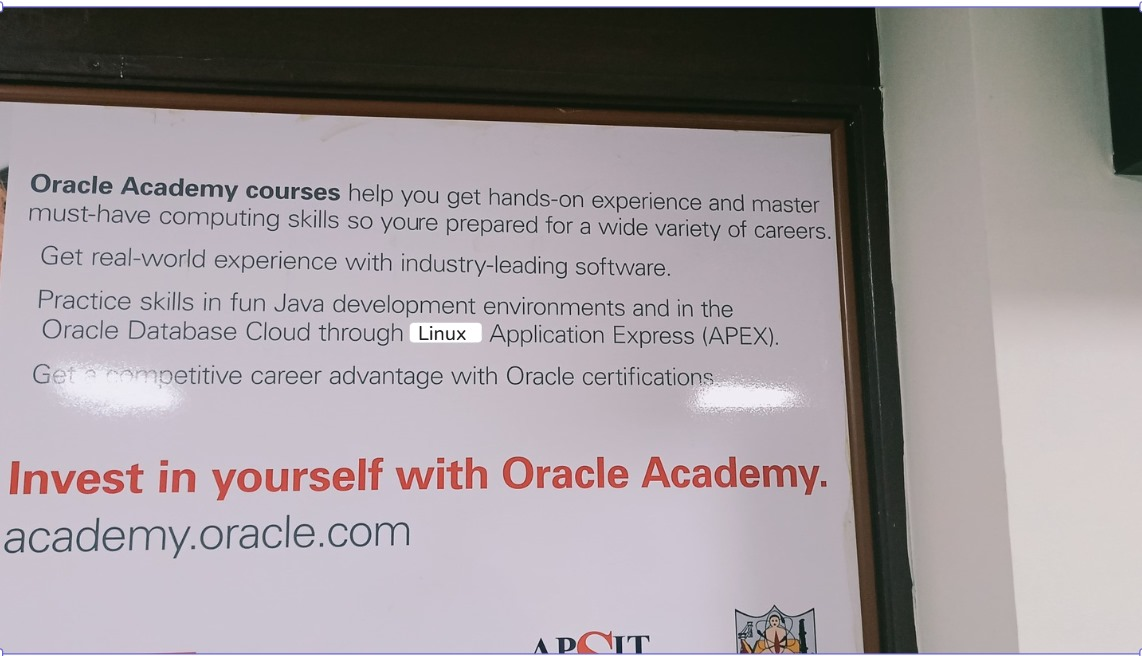 Oracle Academy courses help you get hands-on experience and master
must-have computing skills so youre prepared for a wide variety of careers.
Get real-world experience with industry-leading software.
Practice skills in fun Java development environments and in the
Oracle Database Cloud through Linux Application Express (APEX).
Get a competitive career advantage with Oracle certifications
Invest in yourself with Oracle Academy.
academy.oracle.com
APSIT